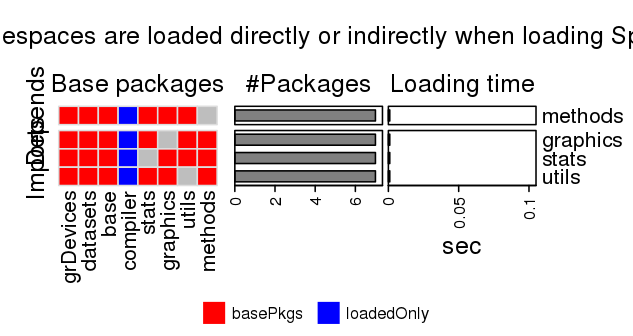 espaces are loaded directly or indirectly when loading Sp
Base packages #Packages Loading time
Depends
Imports
methods
graphics
stats
utils
0 2 4 6 0 0.05 0.1
grDevices datasets base compiler stats graphics utils methods
sec
basePkgs loadedOnly